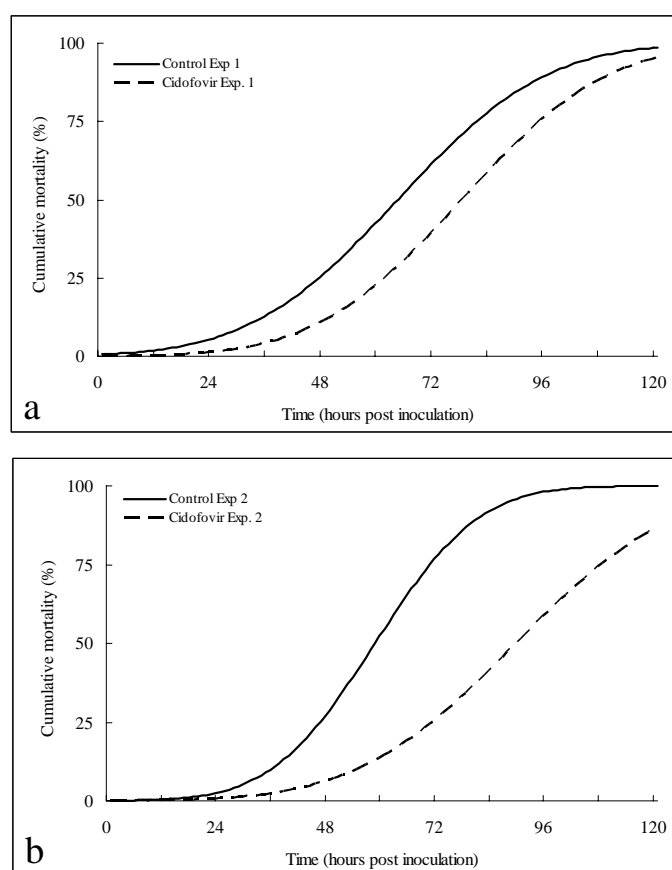 100
75
50
25
0
Cumulative mortality (%)
Control Exp 1
Cidofovir Exp. 1
0 24 48 72 96 120
Time (hours post inoculation)
a
100
75
50
25
0
Cumulative mortality (%)
Control Exp 2
Cidofovir Exp. 2
0 24 48 72 96 120
Time (hours post inoculation)
b